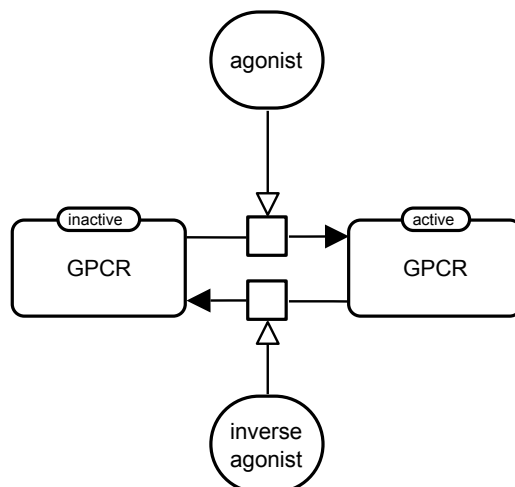 agonist
inactive
active
GPCR
GPCR
inverse
agonist